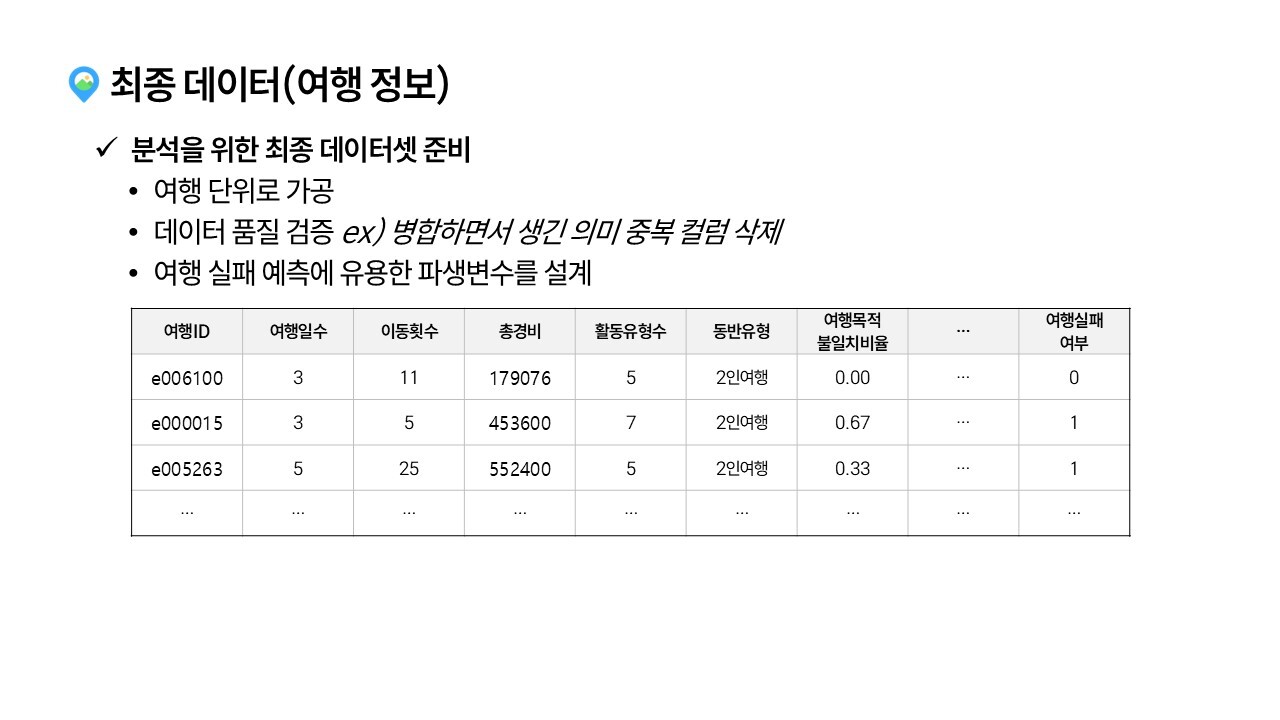 최종 데이터(여행 정보)
✓ 분석을 위한 최종 데이터셋 준비
• 여행 단위로 가공
• 데이터 품질 검증 ex) 병합하면서 생긴 의미 중복 컬럼 삭제
• 여행 실패 예측에 유용한 파생변수를 설계
여행ID 여행일수 이동횟수 총경비 활동유형수 동반유형 여행목적 불일치비율 ... 여행실패 여부
e006100 3 11 179076 5 2인여행 0.00 ... 0
e000015 3 5 453600 7 2인여행 0.67 ... 1
e005263 5 25 552400 5 2인여행 0.33 ... 1
... ... ... ... ... ... ... ... ...